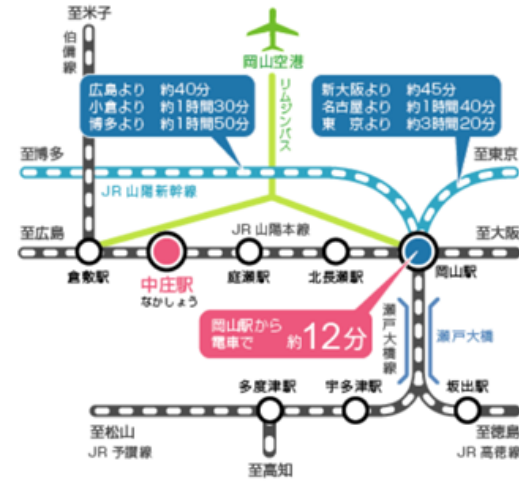 至米子
伯備線
岡山空港
リムジンバス
広島より 約40分
小倉より 約1時間30分
博多より 約1時間50分
新大阪より 約45分
名古屋より 約1時間40分
東 京より 約3時間20分
至博多
至東京
JR 山陽新幹線
至広島
JR 山陽本線
至大阪
倉敷駅
中庄駅
なかしょう
庭瀬駅
北長瀬駅
岡山駅
岡山駅から
電車で 約12分
瀬戸大橋線
瀬戸大橋
多度津駅
宇多津駅
坂出駅
至松山
JR 予讃線
至高知
至徳島
JR 高徳線